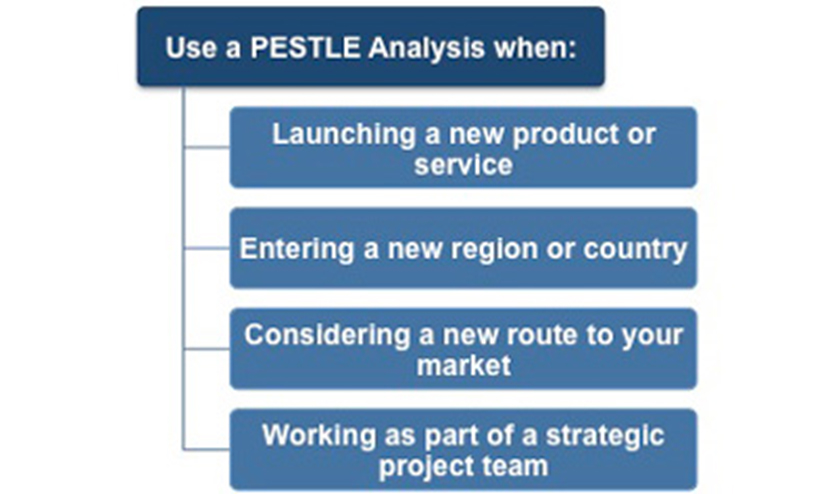 Use a PESTLE Analysis when:
Launching a new product or
service
Entering a new region or country
Considering a new route to your
market
Working as part of a strategic
project team